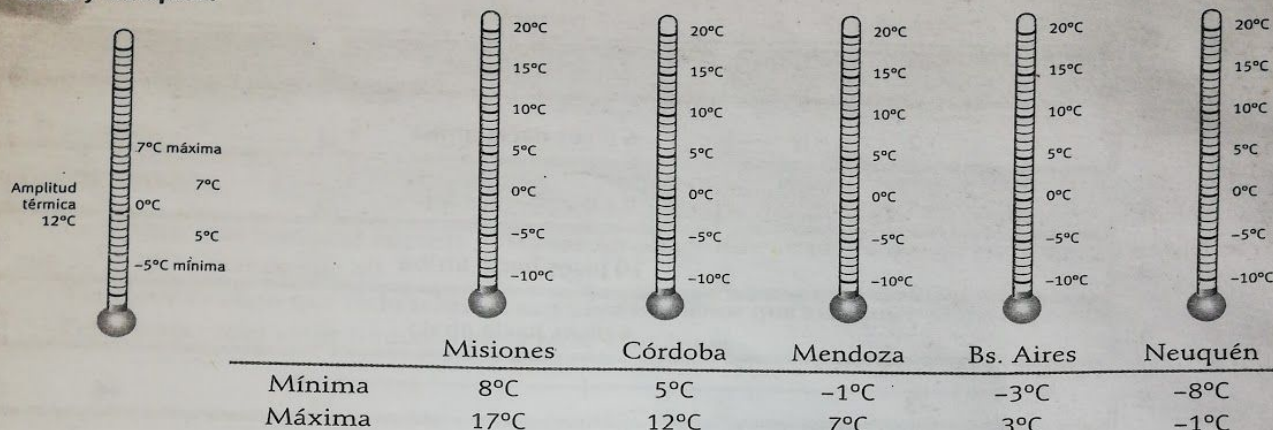 20°C 20°C 20°C 20°C 20°C
15°C 15°C 15°C 15°C 15°C
10°C 10°C 10°C 10°C 10°C
7°C máxima 5°C 5°C 5°C 5°C 5°C
Amplitud
térmica
12°C
7°C
0°C 0°C 0°C 0°C 0°C 0°C
5°C -5°C -5°C -5°C -5°C -5°C
-5°C mínima -10°C -10°C -10°C -10°C -10°C
Misiones Córdoba Mendoza Bs. Aires Neuquén
Mínima 8°C 5°C -1°C -3°C -8°C
Máxima 17°C 12°C 7°C 3°C -1°C